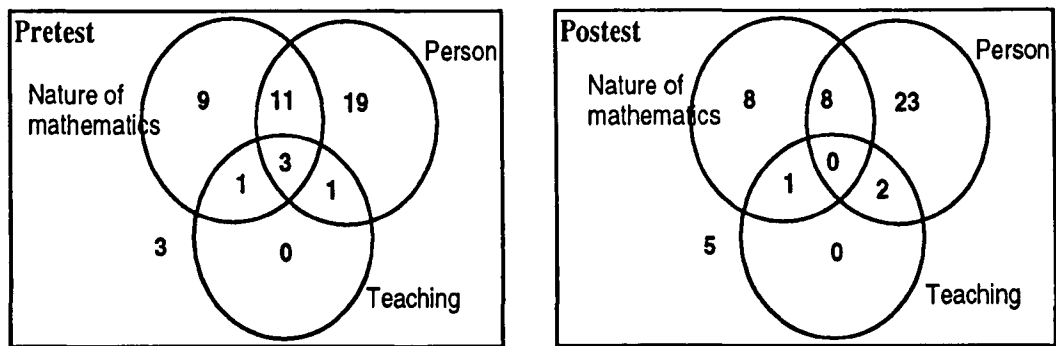 Pretest
Person
Nature of
mathematics
9
11
19
3
1
1
3
0
Teaching
Postest
Person
Nature of
mathematics
8
8
23
0
1
2
5
0
Teaching